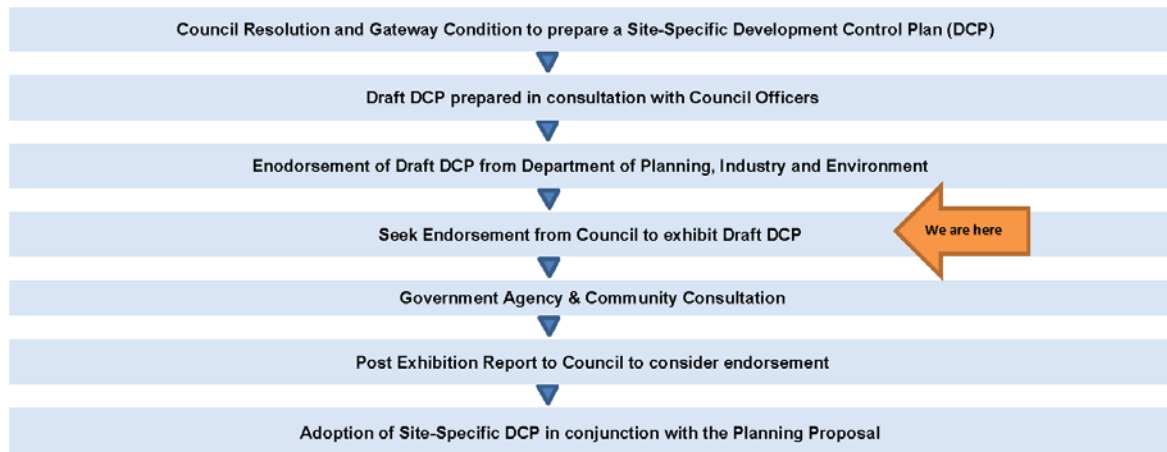 Council Resolution and Gateway Condition to prepare a Site-Specific Development Control Plan (DCP)
Draft DCP prepared in consultation with Council Officers
Enodorsement of Draft DCP from Department of Planning, Industry and Environment
Seek Endorsement from Council to exhibit Draft DCP
We are here
Government Agency & Community Consultation
Post Exhibition Report to Council to consider endorsement
Adoption of Site-Specific DCP in conjunction with the Planning Proposal